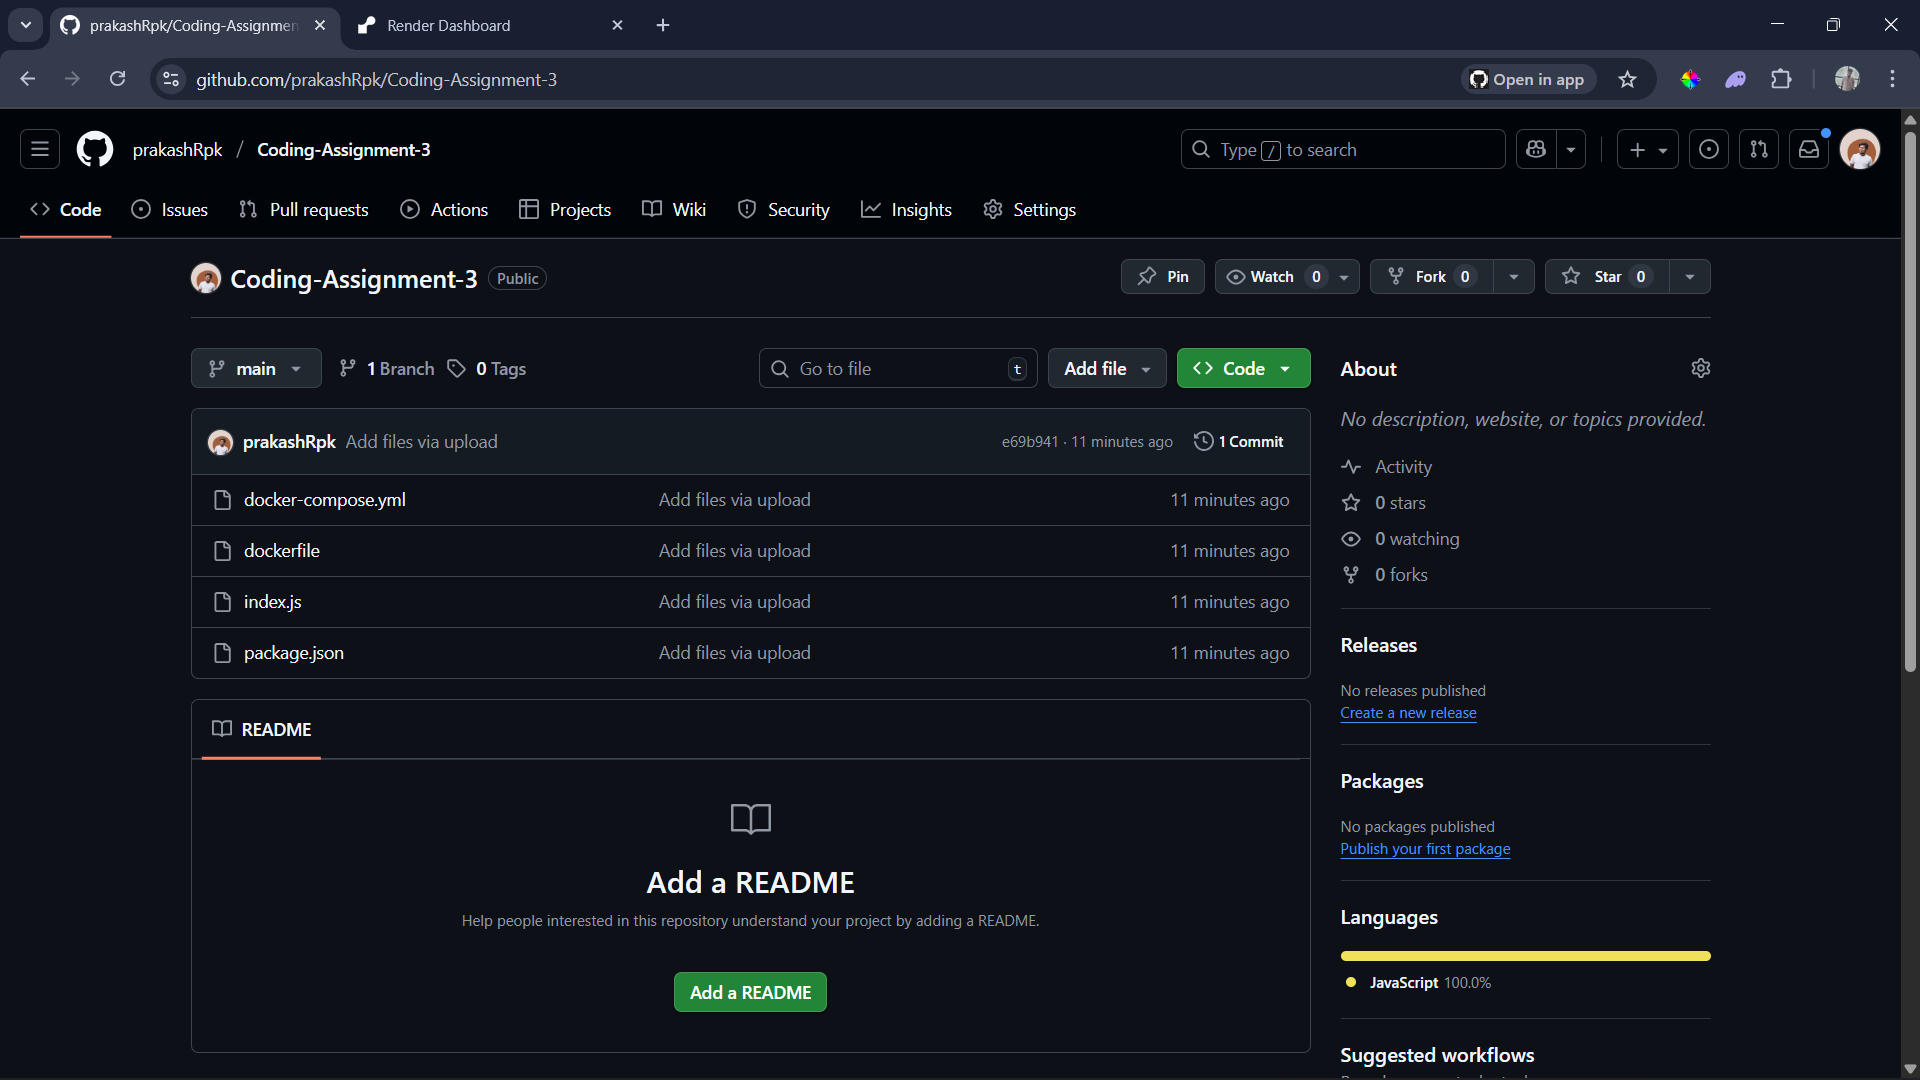 prakashRpk/Coding-Assignmen
Render Dashboard
github.com/prakashRpk/Coding-Assignment-3
Open in app
prakashRpk / Coding-Assignment-3
Type / to search
Code
Issues
Pull requests
Actions
Projects
Wiki
Security
Insights
Settings
Coding-Assignment-3 Public
Pin
Watch 0
Fork 0
Star 0
main
1 Branch
0 Tags
Go to file t
Add file
Code
prakashRpk Add files via upload e69b941 · 11 minutes ago 1 Commit
docker-compose.yml Add files via upload 11 minutes ago
dockerfile Add files via upload 11 minutes ago
index.js Add files via upload 11 minutes ago
package.json Add files via upload 11 minutes ago
README
Add a README
Help people interested in this repository understand your project by adding a README.
Add a README
About
No description, website, or topics provided.
Activity
0 stars
0 watching
0 forks
Releases
No releases published
Create a new release
Packages
No packages published
Publish your first package
Languages
JavaScript 100.0%
Suggested workflows